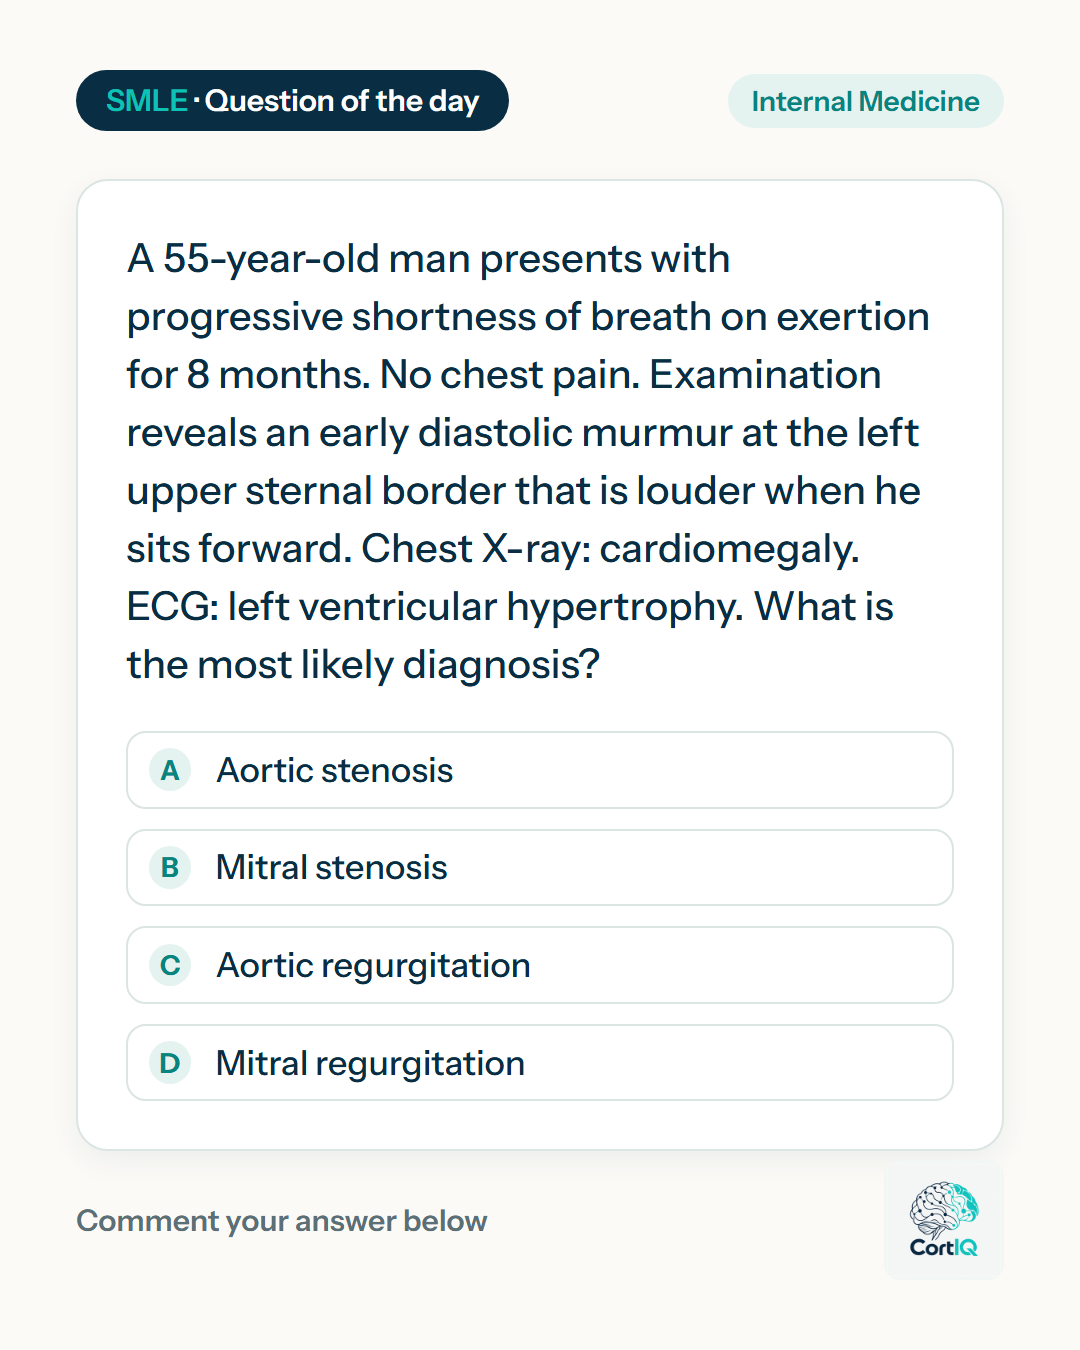 SMLE · Question of the day
Internal Medicine
A 55-year-old man presents with
progressive shortness of breath on exertion
for 8 months. No chest pain. Examination
reveals an early diastolic murmur at the left
upper sternal border that is louder when he
sits forward. Chest X-ray: cardiomegaly.
ECG: left ventricular hypertrophy. What is
the most likely diagnosis?
A Aortic stenosis
B Mitral stenosis
C Aortic regurgitation
D Mitral regurgitation
Comment your answer below
CortIQ